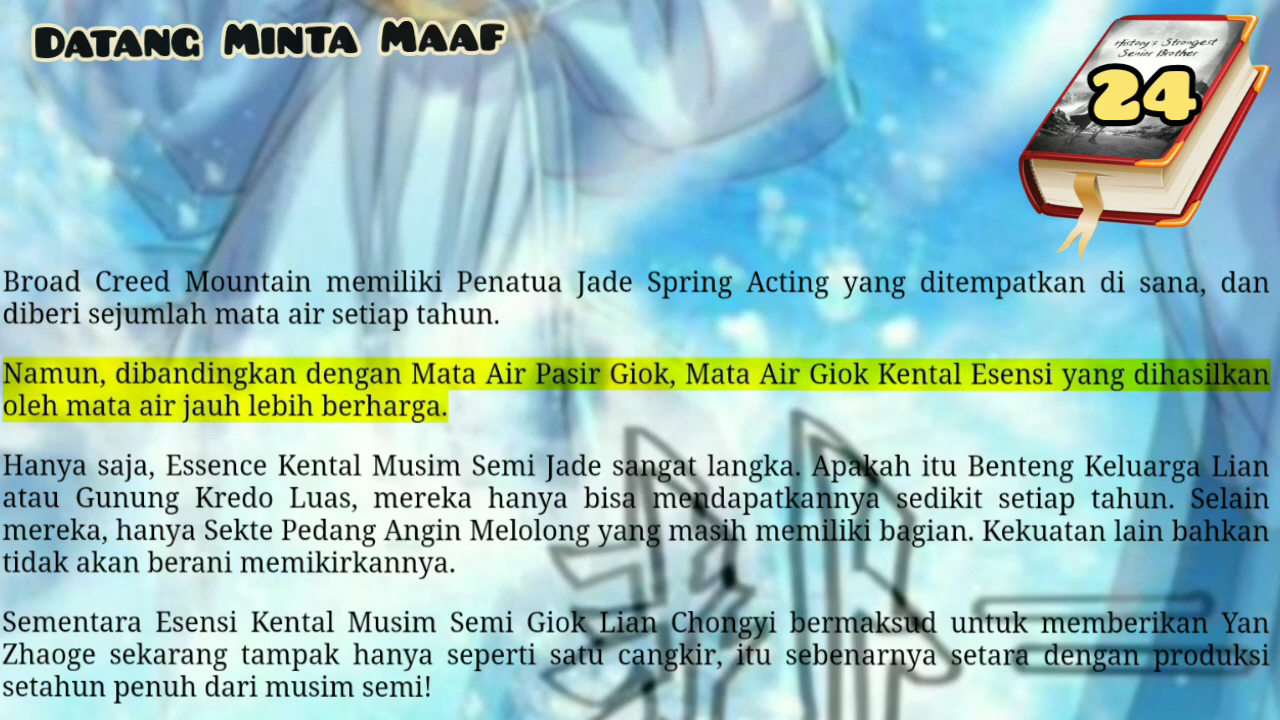 Datang Minta Maaf
History's Strongest
Senior Brother
24
Broad Creed Mountain memiliki Penatua Jade Spring Acting yang ditempatkan di sana, dan
diberi sejumlah mata air setiap tahun.
Namun, dibandingkan dengan Mata Air Pasir Giok, Mata Air Giok Kental Esensi yang dihasilkan
oleh mata air jauh lebih berharga.
Hanya saja, Essence Kental Musim Semi Jade sangat langka. Apakah itu Benteng Keluarga Lian
atau Gunung Kredo Luas, mereka hanya bisa mendapatkannya sedikit setiap tahun. Selain
mereka, hanya Sekte Pedang Angin Melolong yang masih memiliki bagian. Kekuatan lain bahkan
tidak akan berani memikirkannya.
Sementara Esensi Kental Musim Semi Giok Lian Chongyi bermaksud untuk memberikan Yan
Zhaoge sekarang tampak hanya seperti satu cangkir, itu sebenarnya setara dengan produksi
setahun penuh dari musim semi!